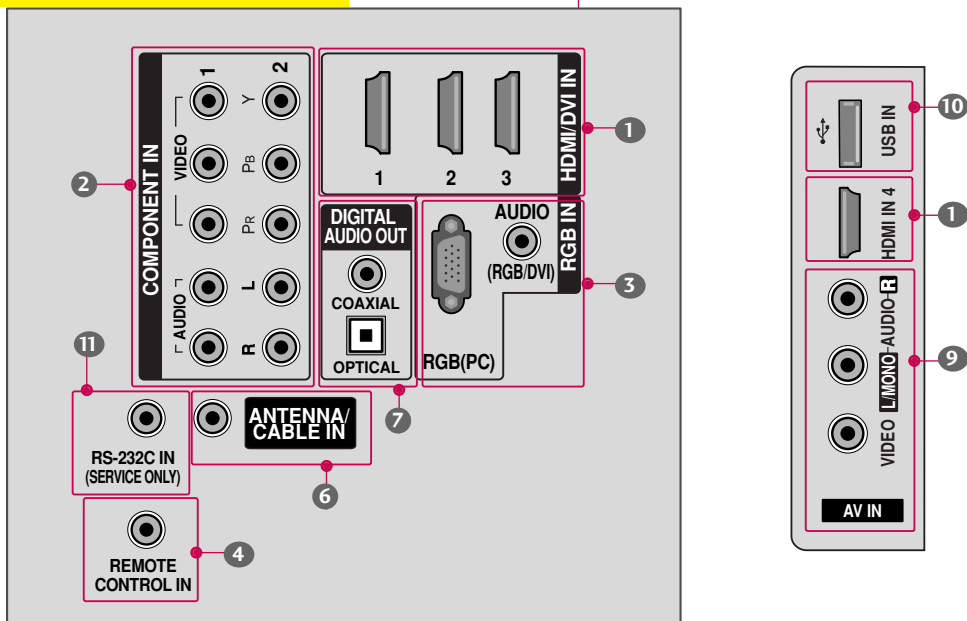 COMPONENT IN
VIDEO
AUDIO
1
2
Y
PB
PR
L
R
2
HDMI/DVI IN
1
2
3
1
DIGITAL
AUDIO OUT
COAXIAL
OPTICAL
7
RGB IN
AUDIO
(RGB/DVI)
RGB(PC)
3
11
RS-232C IN
(SERVICE ONLY)
ANTENNA/
CABLE IN
6
REMOTE
CONTROL IN
4
USB IN
10
HDMI IN 4
1
VIDEO L/MONO-AUDIO-R
9
AV IN